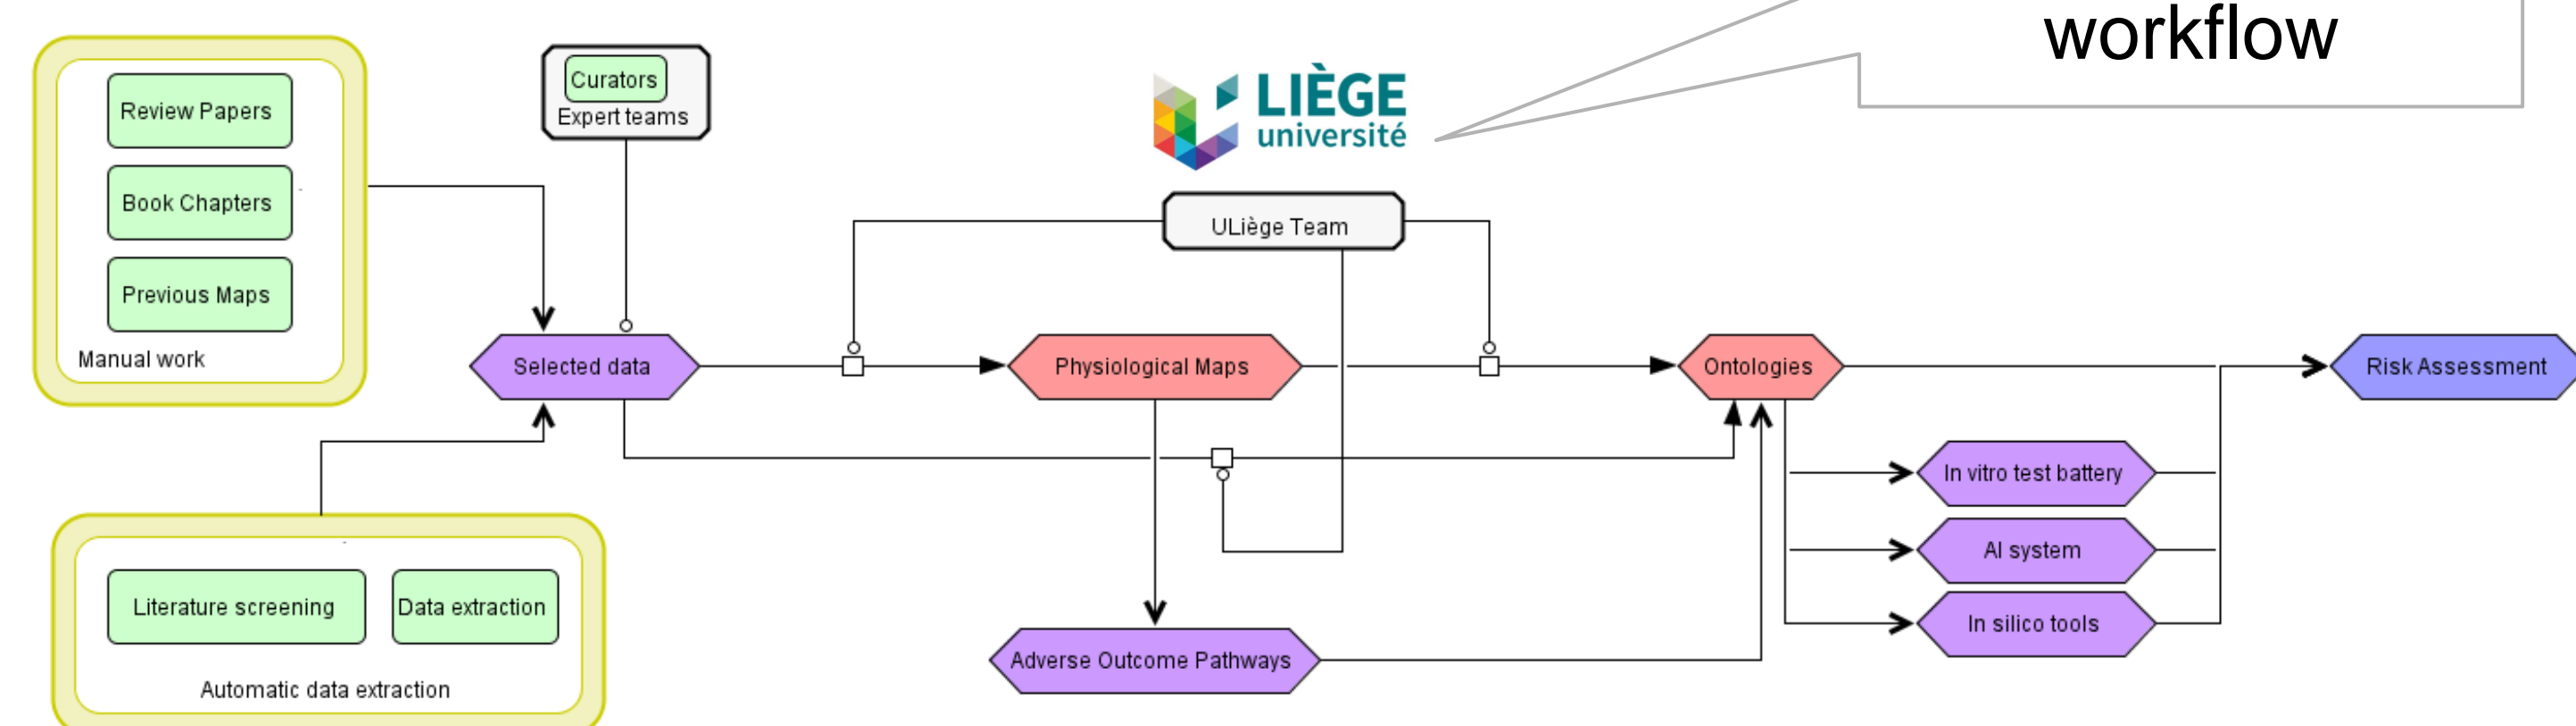 workflow
Review Papers
Book Chapters
Previous Maps
Manual work
Curators
Expert teams
LIÈGE
université
ULiège Team
Selected data
Physiological Maps
Ontologies
Risk Assessment
In vitro test battery
AI system
In silico tools
Adverse Outcome Pathways
Literature screening
Data extraction
Automatic data extraction